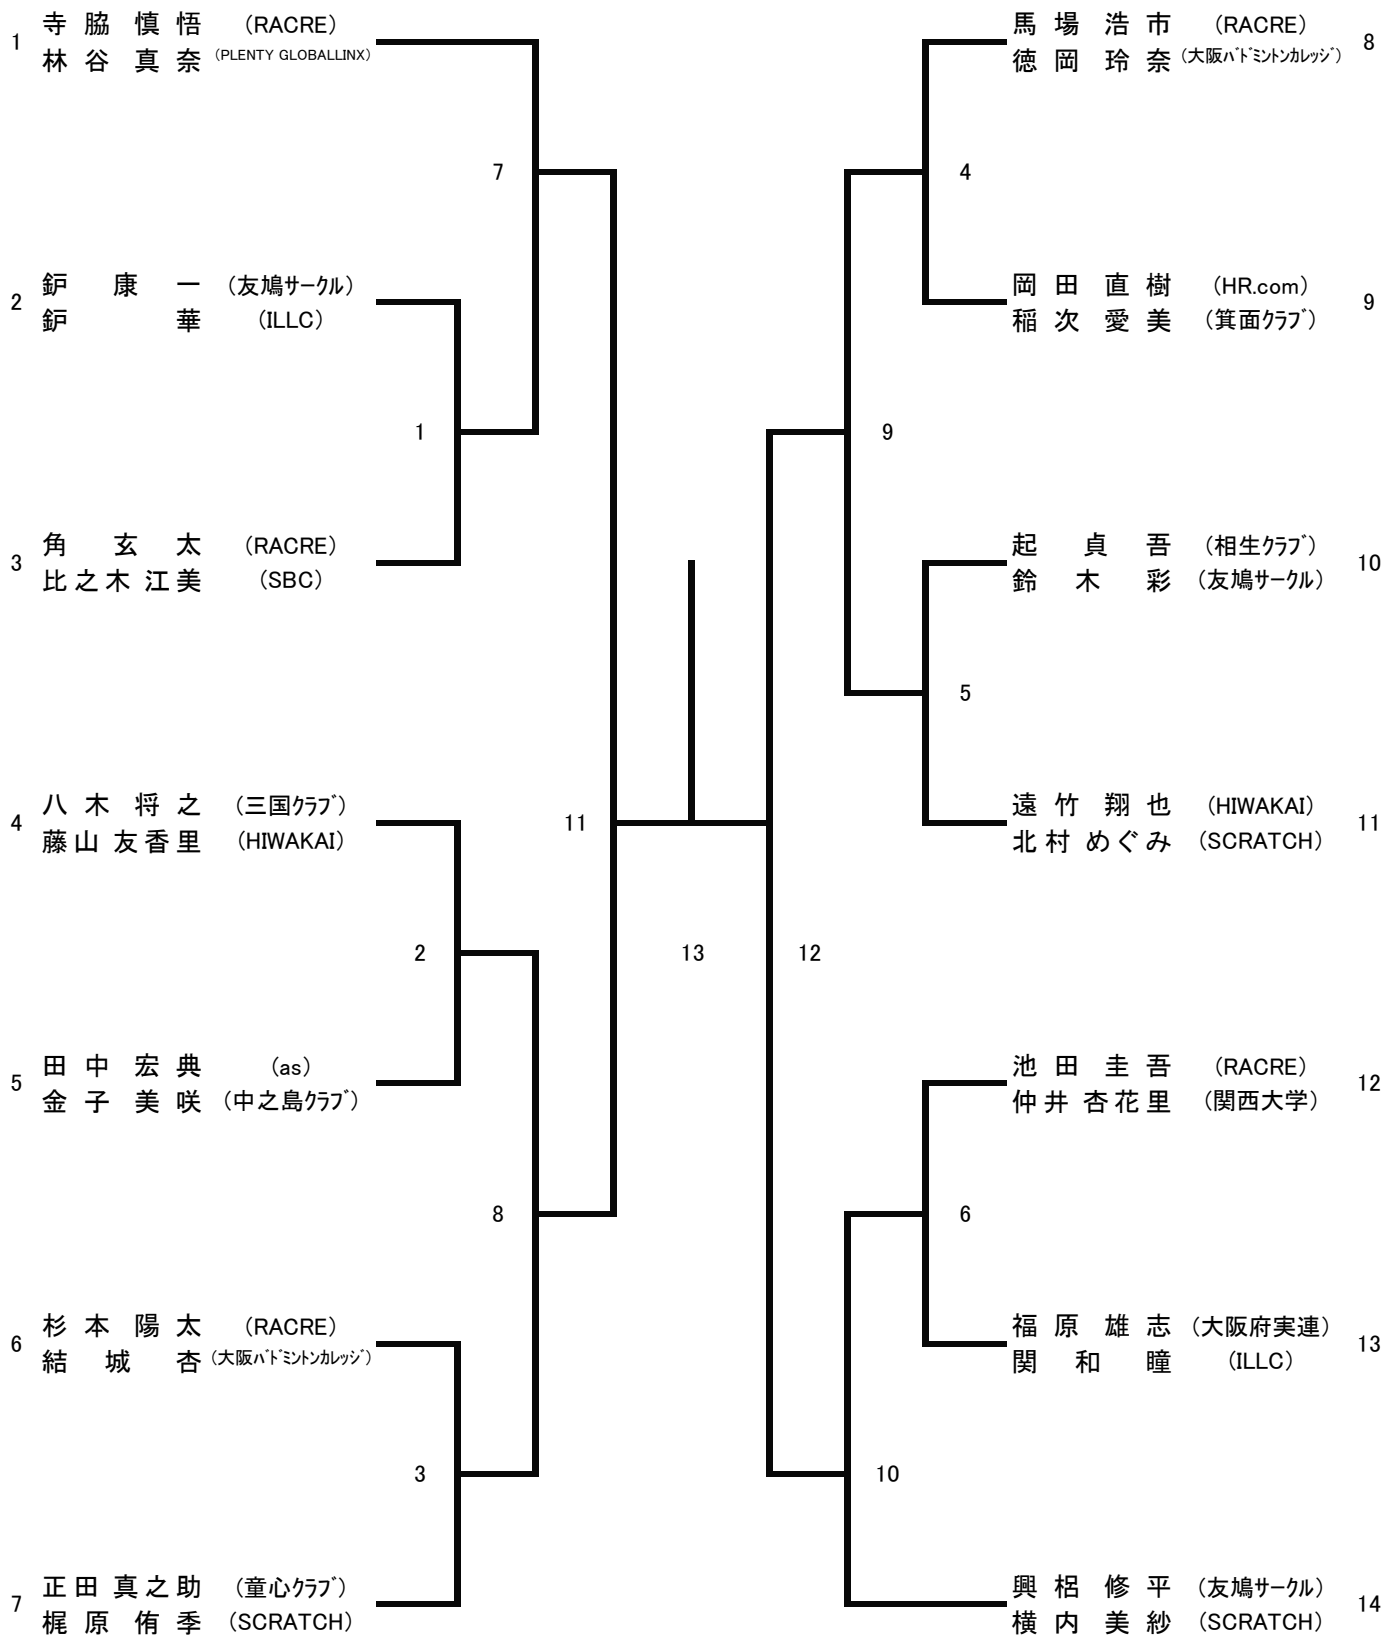 1 寺脇 慎悟 (RACRE)
林谷 真奈 (PLENTY GLOBALLINX)
7
2 鈩 康一 (友鳩サークル)
鈩 華 (ILLC)
1
3 角 玄太 (RACRE)
比之木 江美 (SBC)
4 八木 将之 (三国ｸﾗﾌﾞ)
藤山 友香里 (HIWAKAI)
11
2
5 田中 宏典 (as)
金子 美咲 (中之島ｸﾗﾌﾞ)
8
6 杉本 陽太 (RACRE)
結城 杏 (大阪ﾊﾞﾄﾞﾐﾝﾄﾝｶﾚｯｼﾞ)
3
7 正田 真之助 (童心ｸﾗﾌﾞ)
梶原 侑季 (SCRATCH)
13
馬場 浩市 (RACRE) 8
徳岡 玲奈 (大阪ﾊﾞﾄﾞﾐﾝﾄﾝｶﾚｯｼﾞ)
4
岡田 直樹 (HR.com) 9
稲次 愛美 (箕面ｸﾗﾌﾞ)
9
起 貞吾 (相生ｸﾗﾌﾞ) 10
鈴木 彩 (友鳩サークル)
5
遠竹 翔也 (HIWAKAI) 11
北村 めぐみ (SCRATCH)
12
池田 圭吾 (RACRE) 12
仲井 杏花里 (関西大学)
6
福原 雄志 (大阪府実連) 13
関 和瞳 (ILLC)
10
興梠 修平 (友鳩サークル) 14
横内 美紗 (SCRATCH)